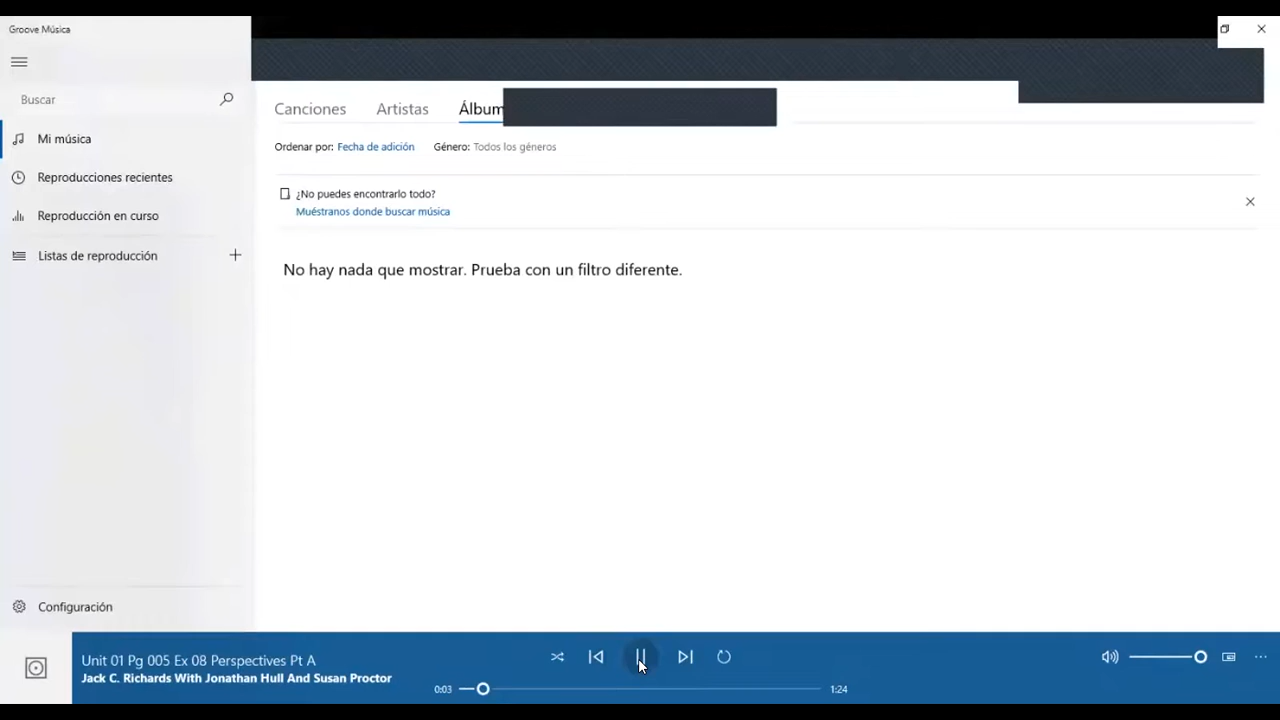 Groove Música
Buscar
Mi música
Reproducciones recientes
Reproducción en curso
Listas de reproducción
Configuración
Canciones Artistas Álbum
Ordenar por: Fecha de adición Género: Todos los géneros
¿No puedes encontrarlo todo?
Muéstranos donde buscar música
No hay nada que mostrar. Prueba con un filtro diferente.
Unit 01 Pg 005 Ex 08 Perspectives Pt A
Jack C. Richards With Jonathan Hull And Susan Proctor
0:03 1:24